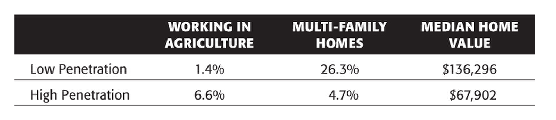 WORKING IN AGRICULTURE MULTI-FAMILY HOMES MEDIAN HOME VALUE
Low Penetration 1.4% 26.3% $136,296
High Penetration 6.6% 4.7% $67,902